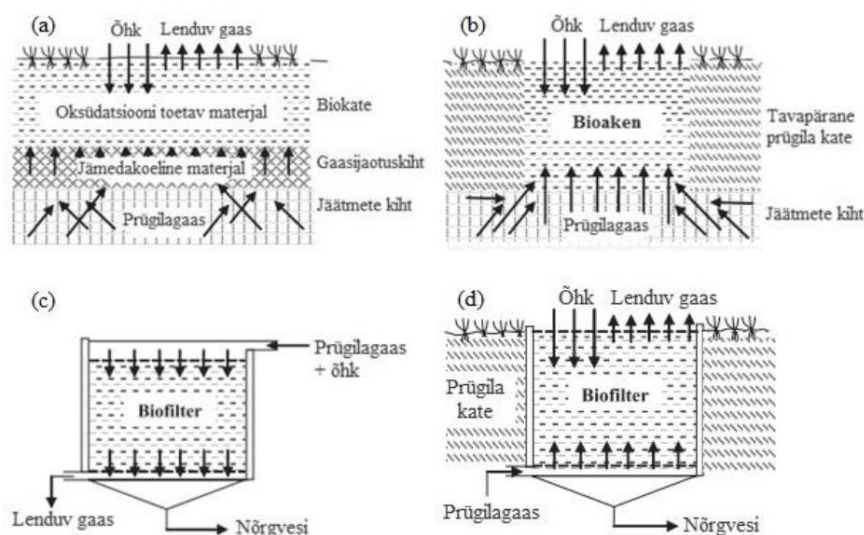 (a)
Õhk
Lenduv gaas
Oksüdatsiooni toetav materjal
Biokate
Jämedakoeline materjal
Gaasijaotuskiht
Prügilagaas
Jäätmete kiht
(b)
Õhk
Lenduv gaas
Bioaken
Tavapärane
prügila kate
Prügilagaas
Jäätmete kiht
(c)
Prügilagaas
+ õhk
Biofilter
Lenduv gaas
Nõrgvesi
(d)
Õhk
Lenduv gaas
Prügila
kate
Biofilter
Prügilagaas
Nõrgvesi